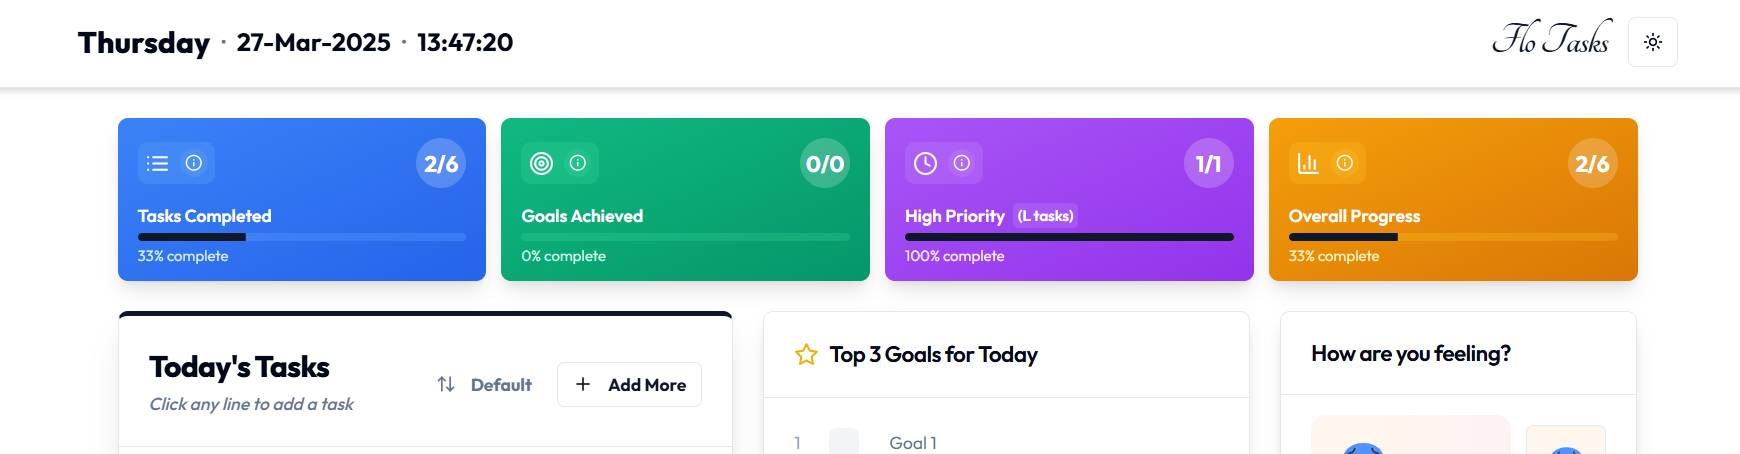 Thursday · 27-Mar-2025 · 13:47:20
Flo Tasks
2/6
Tasks Completed
33% complete
0/0
Goals Achieved
0% complete
1/1
High Priority (L tasks)
100% complete
2/6
Overall Progress
33% complete
Today's Tasks
Click any line to add a task
Default
+ Add More
Top 3 Goals for Today
1 Goal 1
How are you feeling?